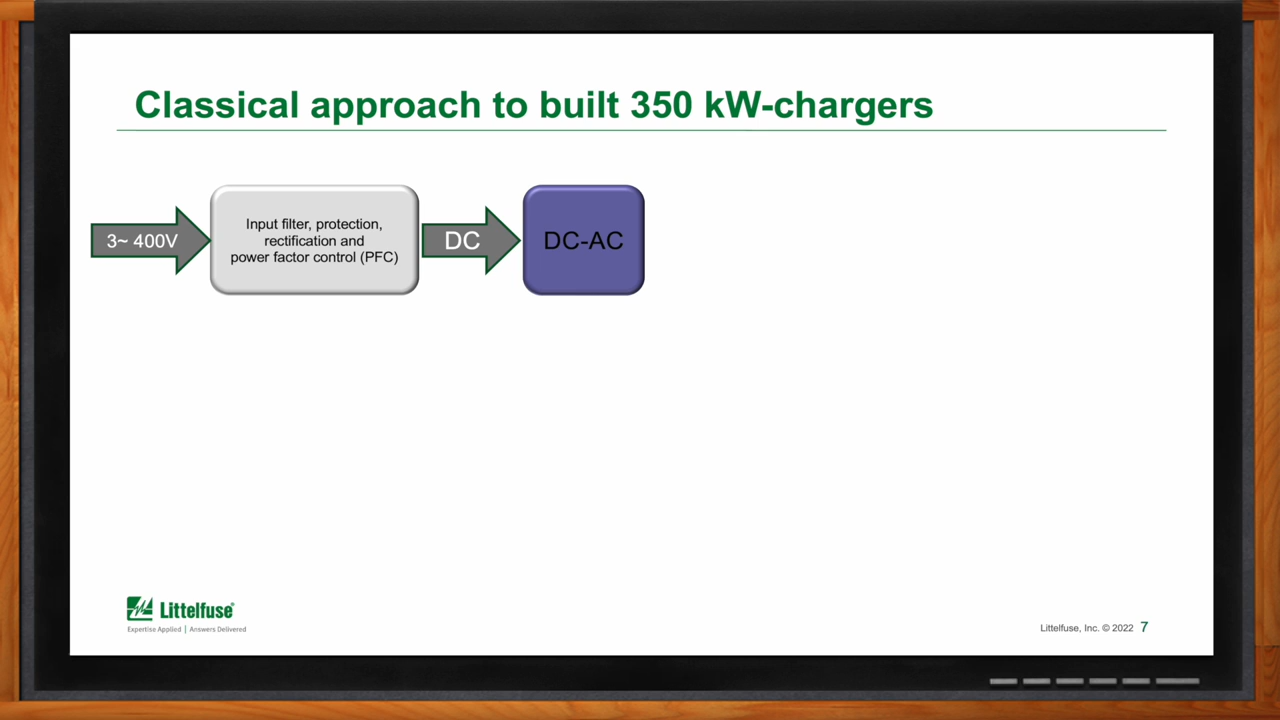 Classical approach to built 350 kW-chargers
3~ 400V
Input filter, protection,
rectification and
power factor control (PFC)
DC
DC-AC
Littelfuse®
Expertise Applied | Answers Delivered
Littelfuse, Inc. © 2022 7